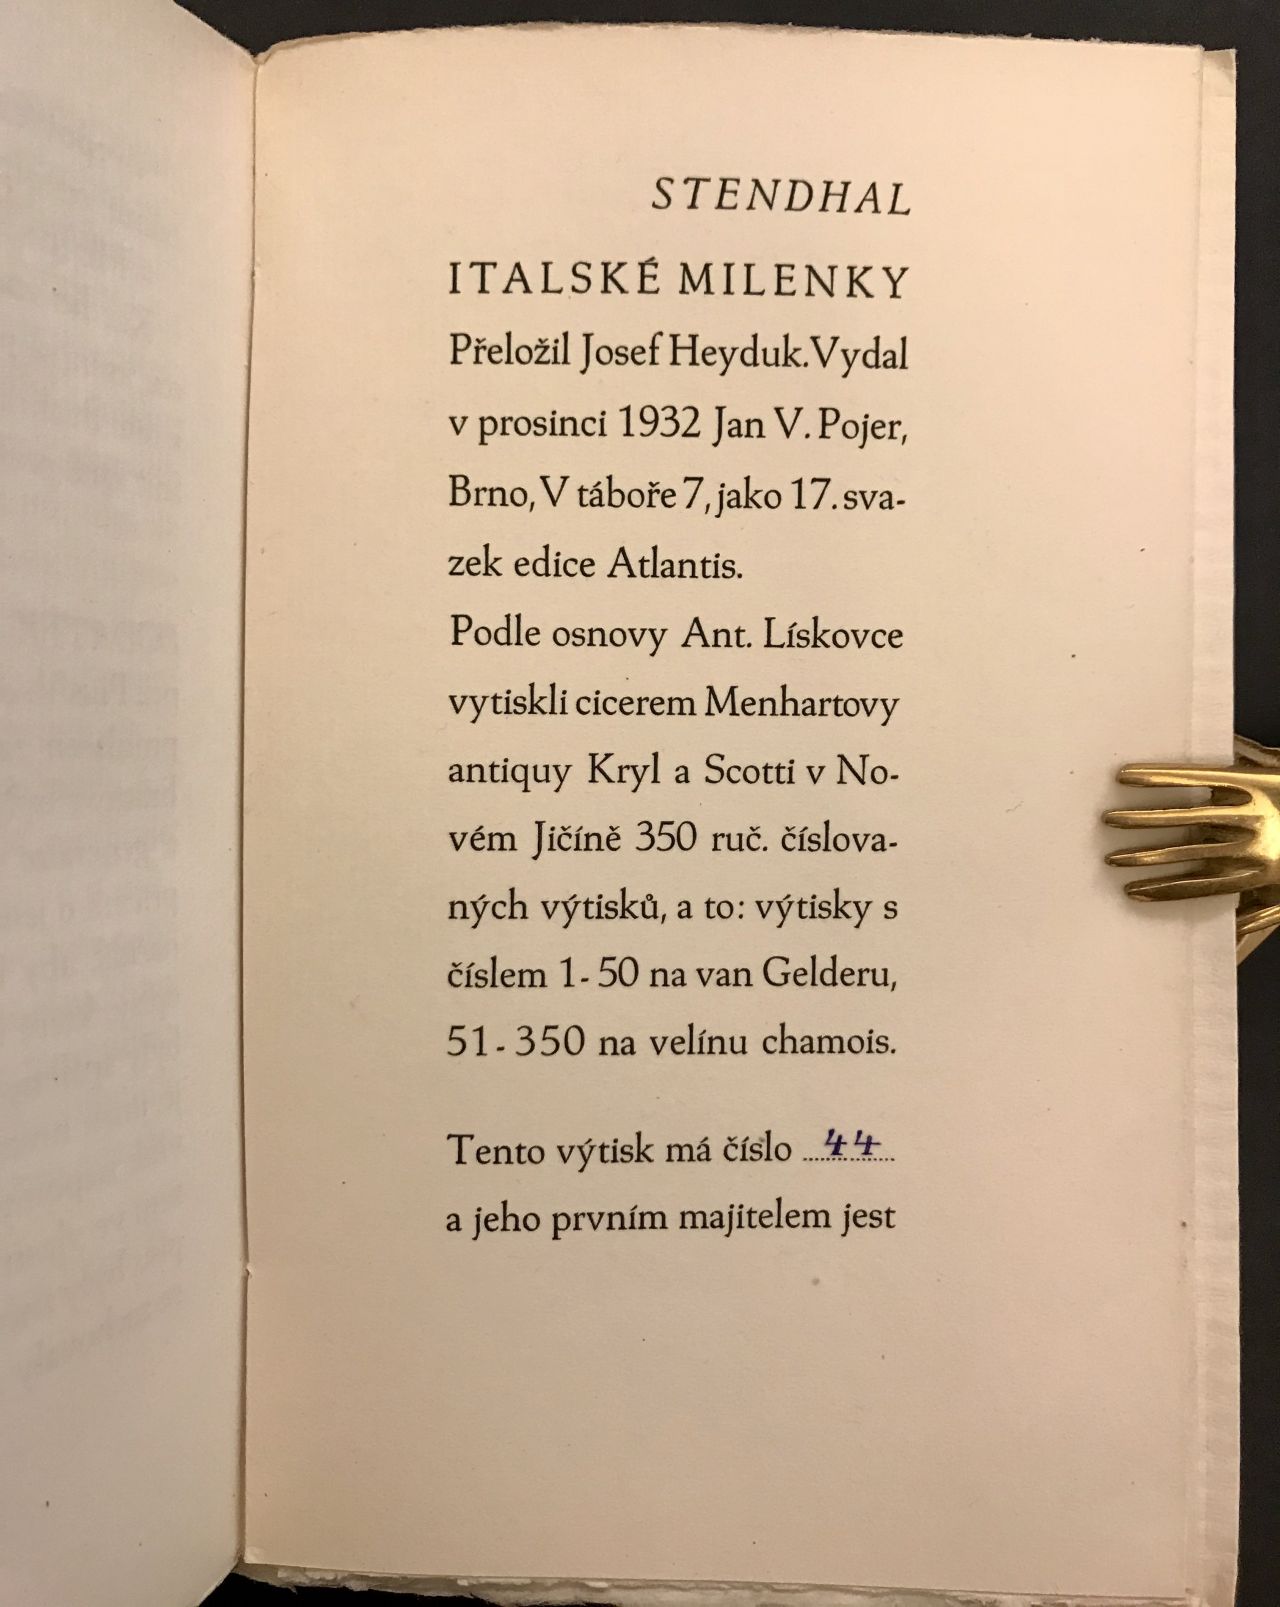 STENDHAL
ITALSKÉ MILENKY
Přeložil Josef Heyduk. Vydal
v prosinci 1932 Jan V. Pojer,
Brno, V táboře 7, jako 17. sva-
zek edice Atlantis.
Podle osnovy Ant. Lískovce
vytiskli cicerem Menhartovy
antiquy Kryl a Scotti v No-
vém Jičíně 350 ruč. číslova-
ných výtisků, a to: výtisky s
číslem 1-50 na van Gelderu,
51-350 na velínu chamois.
Tento výtisk má číslo 44
a jeho prvním majitelem jest